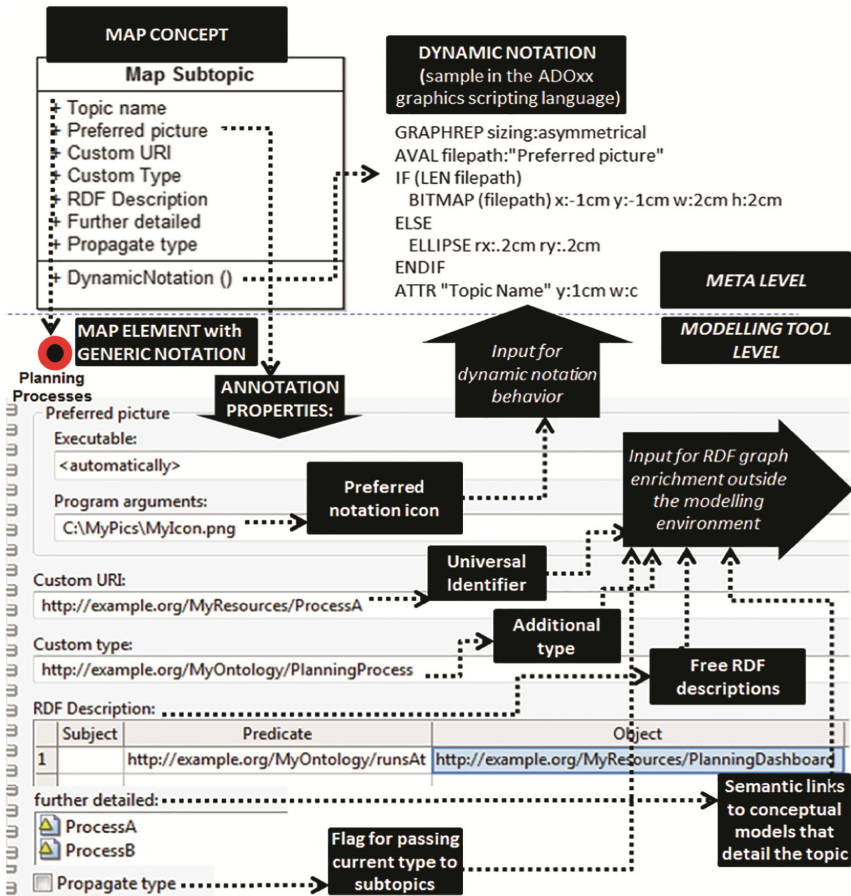 MAP CONCEPT
Map Subtopic
+ Topic name
+ Preferred picture
+ Custom URI
+ Custom Type
+ RDF Description
+ Further detailed
+ Propagate type
+ DynamicNotation ()
DYNAMIC NOTATION
(sample in the ADOxx
graphics scripting language)
GRAPHREP sizing:asymmetrical
AVAL filepath:"Preferred picture"
IF (LEN filepath)
BITMAP (filepath) x:-1cm y:-1cm w:2cm h:2cm
ELSE
ELLIPSE rx:.2cm ry:.2cm
ENDIF
ATTR "Topic Name" y:1cm w:c
META LEVEL
MODELLING TOOL
LEVEL
MAP ELEMENT with
GENERIC NOTATION
Planning
Processes
ANNOTATION
PROPERTIES:
Input for
dynamic notation
behavior
Preferred picture
Executable:
<automatically>
Program arguments:
C:\MyPics\MyIcon.png
Preferred
notation icon
Input for RDF graph
enrichment outside
the modelling
environment
Custom URI:
http://example.org/MyResources/ProcessA
Universal
Identifier
Custom type:
http://example.org/MyOntology/PlanningProcess
Additional
type
Free RDF
descriptions
RDF Description:
Subject Predicate Object
1 http://example.org/MyOntology/runsAt http://example.org/MyResources/PlanningDashboard
further detailed:
ProcessA
ProcessB
Semantic links
to conceptual
models that
detail the topic
Flag for passing
current type to
subtopics
Propagate type